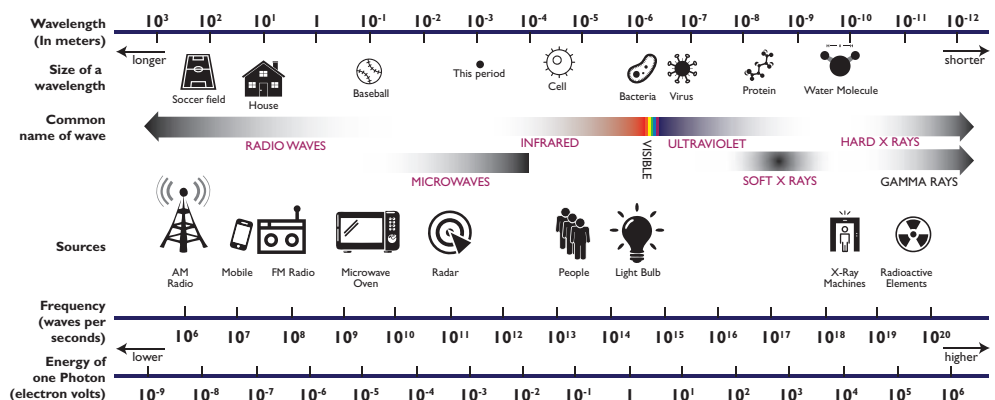 Wavelength
(In meters)
10³ 10² 10¹ 1 10⁻¹ 10⁻² 10⁻³ 10⁻⁴ 10⁻⁵ 10⁻⁶ 10⁻⁷ 10⁻⁸ 10⁻⁹ 10⁻¹⁰ 10⁻¹¹ 10⁻¹²
longer shorter
Size of a
wavelength
Soccer field House Baseball This period Cell Bacteria Virus Protein Water Molecule
Common
name of wave
RADIO WAVES INFRARED VISIBLE ULTRAVIOLET HARD X RAYS
MICROWAVES SOFT X RAYS GAMMA RAYS
Sources
AM
Radio
Mobile
FM Radio
Microwave
Oven
Radar
People
Light Bulb
X-Ray
Machines
Radioactive
Elements
Frequency
(waves per
seconds)
10⁶ 10⁷ 10⁸ 10⁹ 10¹⁰ 10¹¹ 10¹² 10¹³ 10¹⁴ 10¹⁵ 10¹⁶ 10¹⁷ 10¹⁸ 10¹⁹ 10²⁰
lower higher
Energy of
one Photon
(electron volts)
10⁻⁹ 10⁻⁸ 10⁻⁷ 10⁻⁶ 10⁻⁵ 10⁻⁴ 10⁻³ 10⁻² 10⁻¹ 1 10¹ 10² 10³ 10⁴ 10⁵ 10⁶